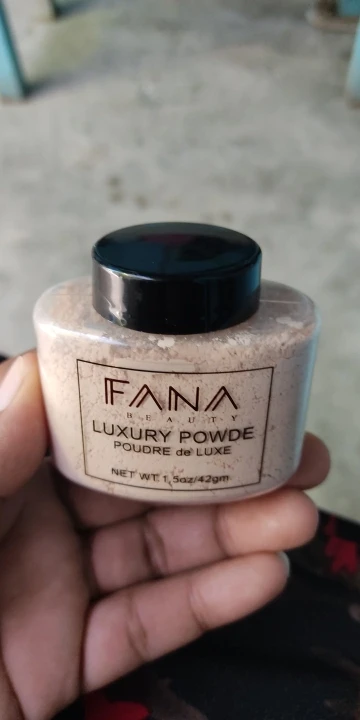 FANA
BEAUTY
LUXURY POWDE
POUDRE de LUXE
NET WT 1.5oz/42gm